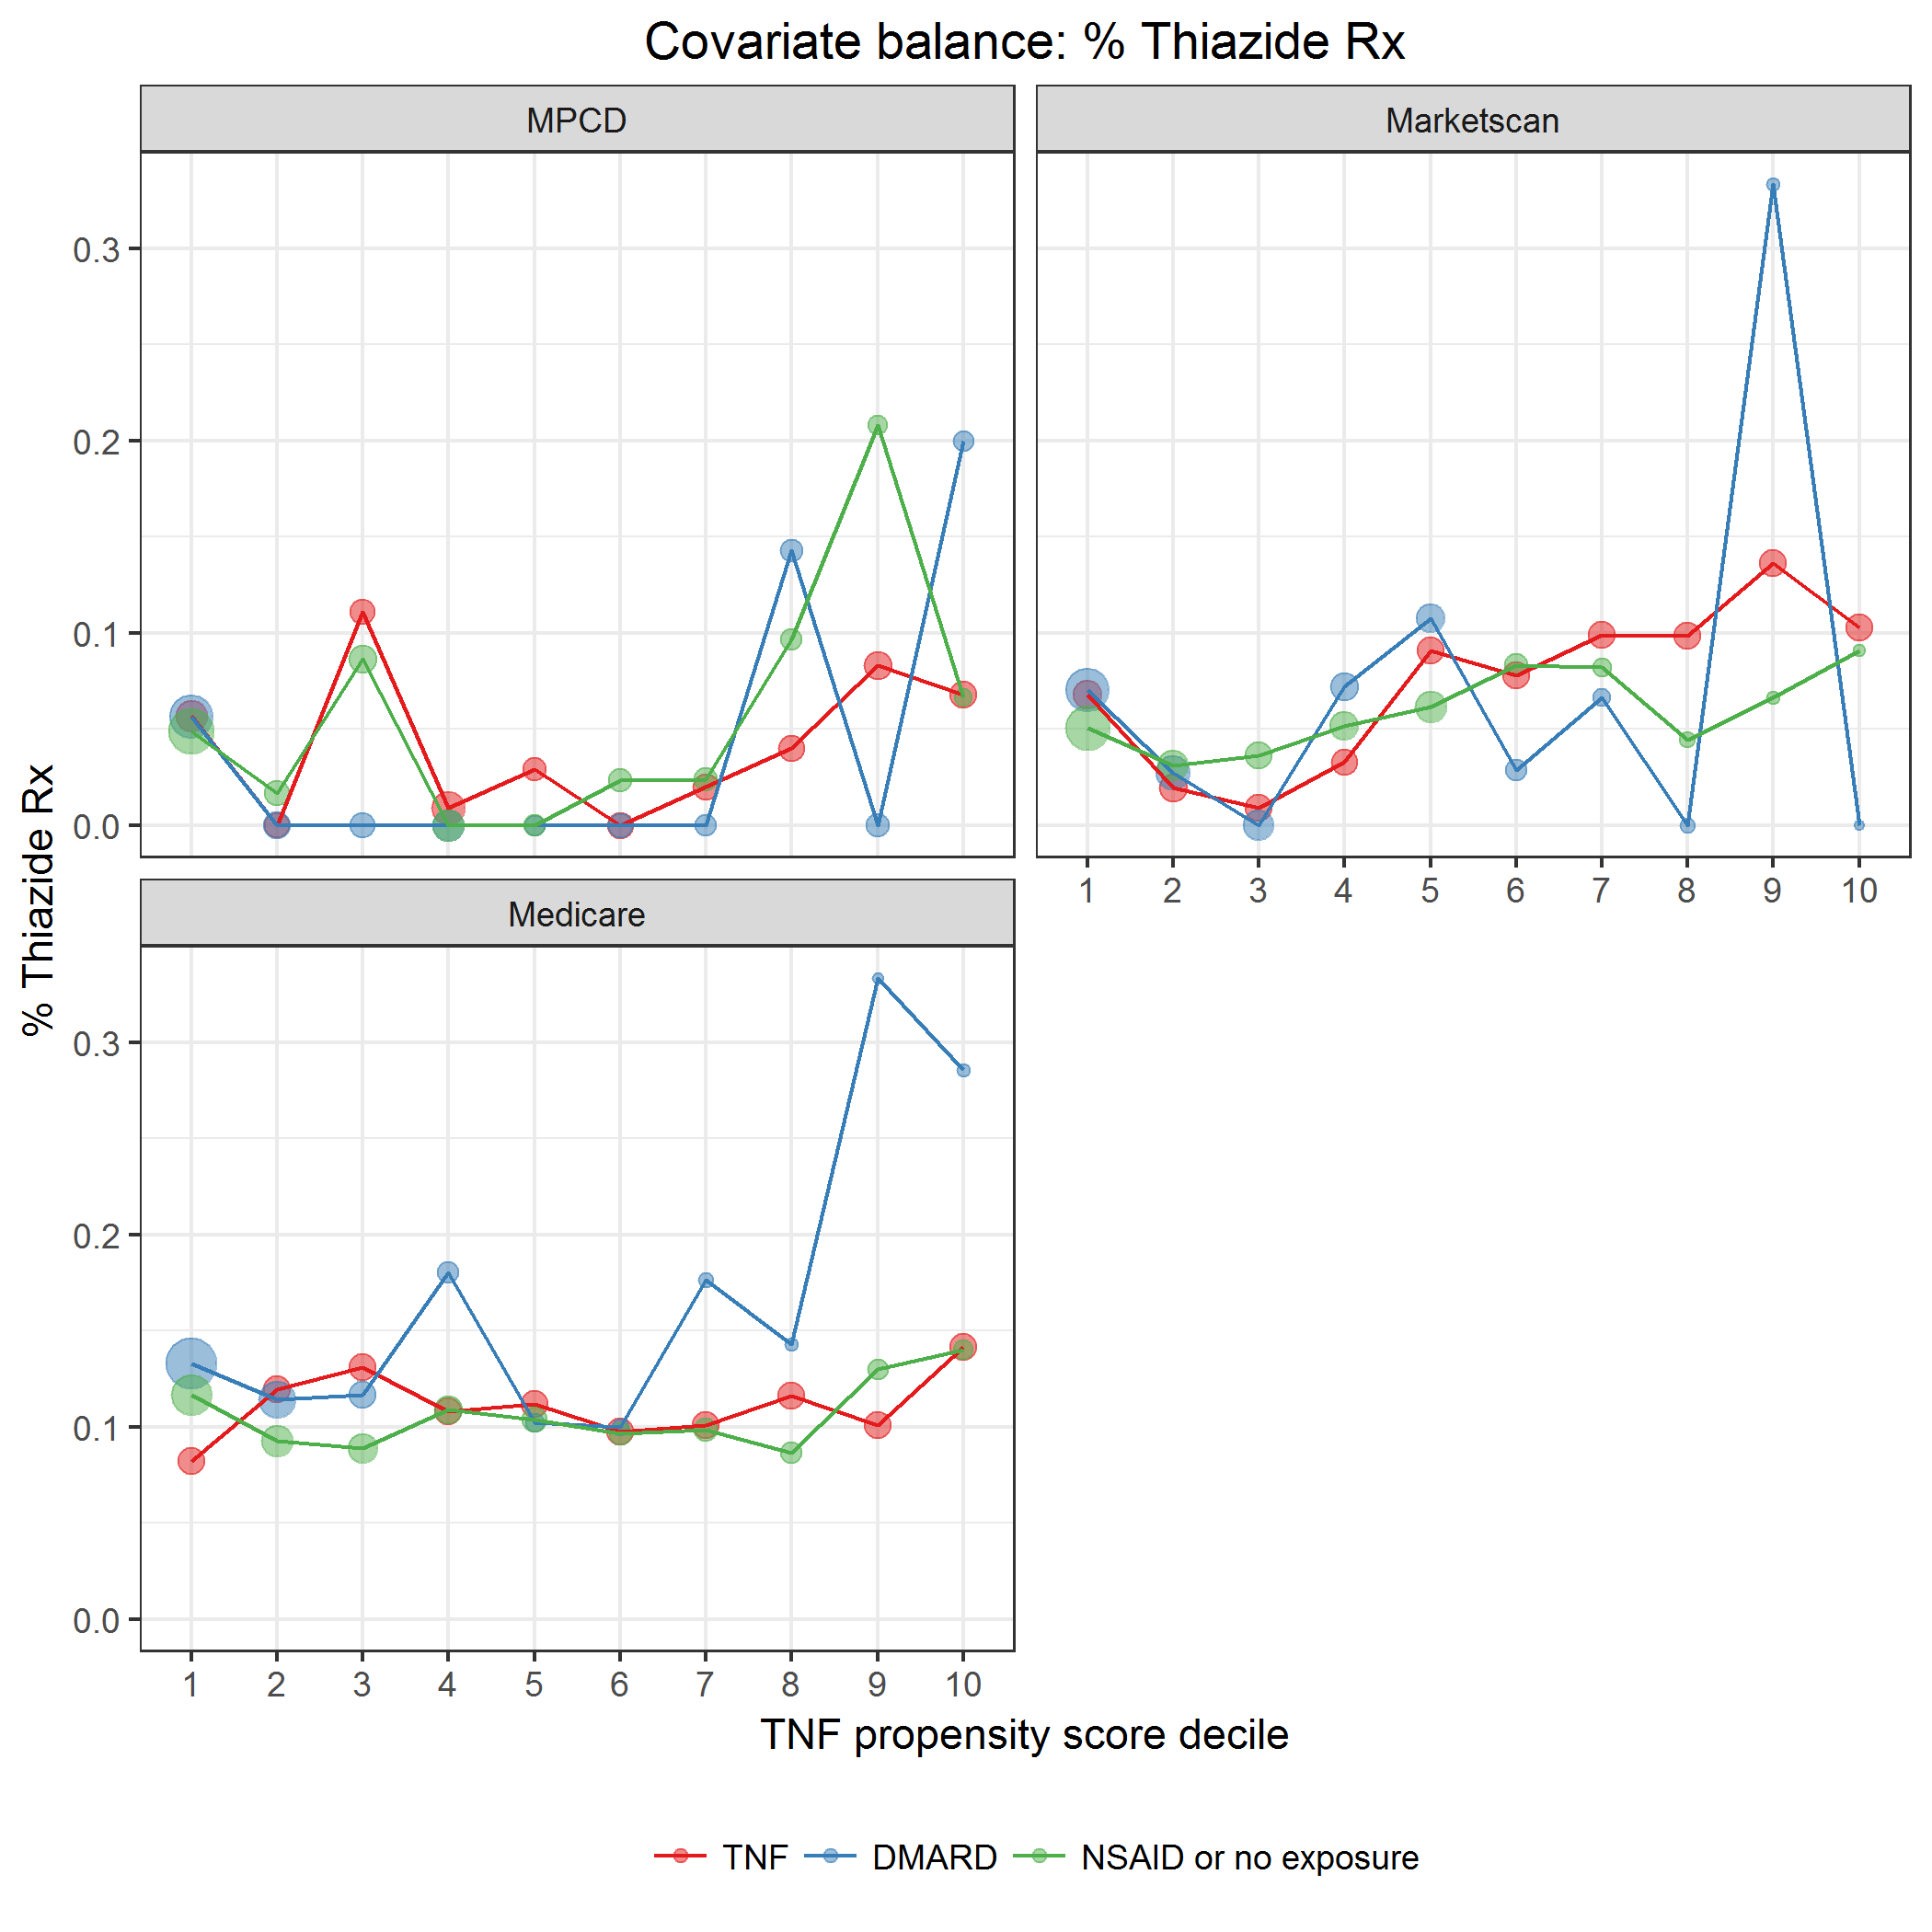 Covariate balance: % Thiazide Rx
MPCD
Marketscan
0.3
0.2
0.1
0.0
1 2 3 4 5 6 7 8 9 10
Medicare
% Thiazide Rx
0.3
0.2
0.1
0.0
1 2 3 4 5 6 7 8 9 10
TNF propensity score decile
TNF DMARD NSAID or no exposure